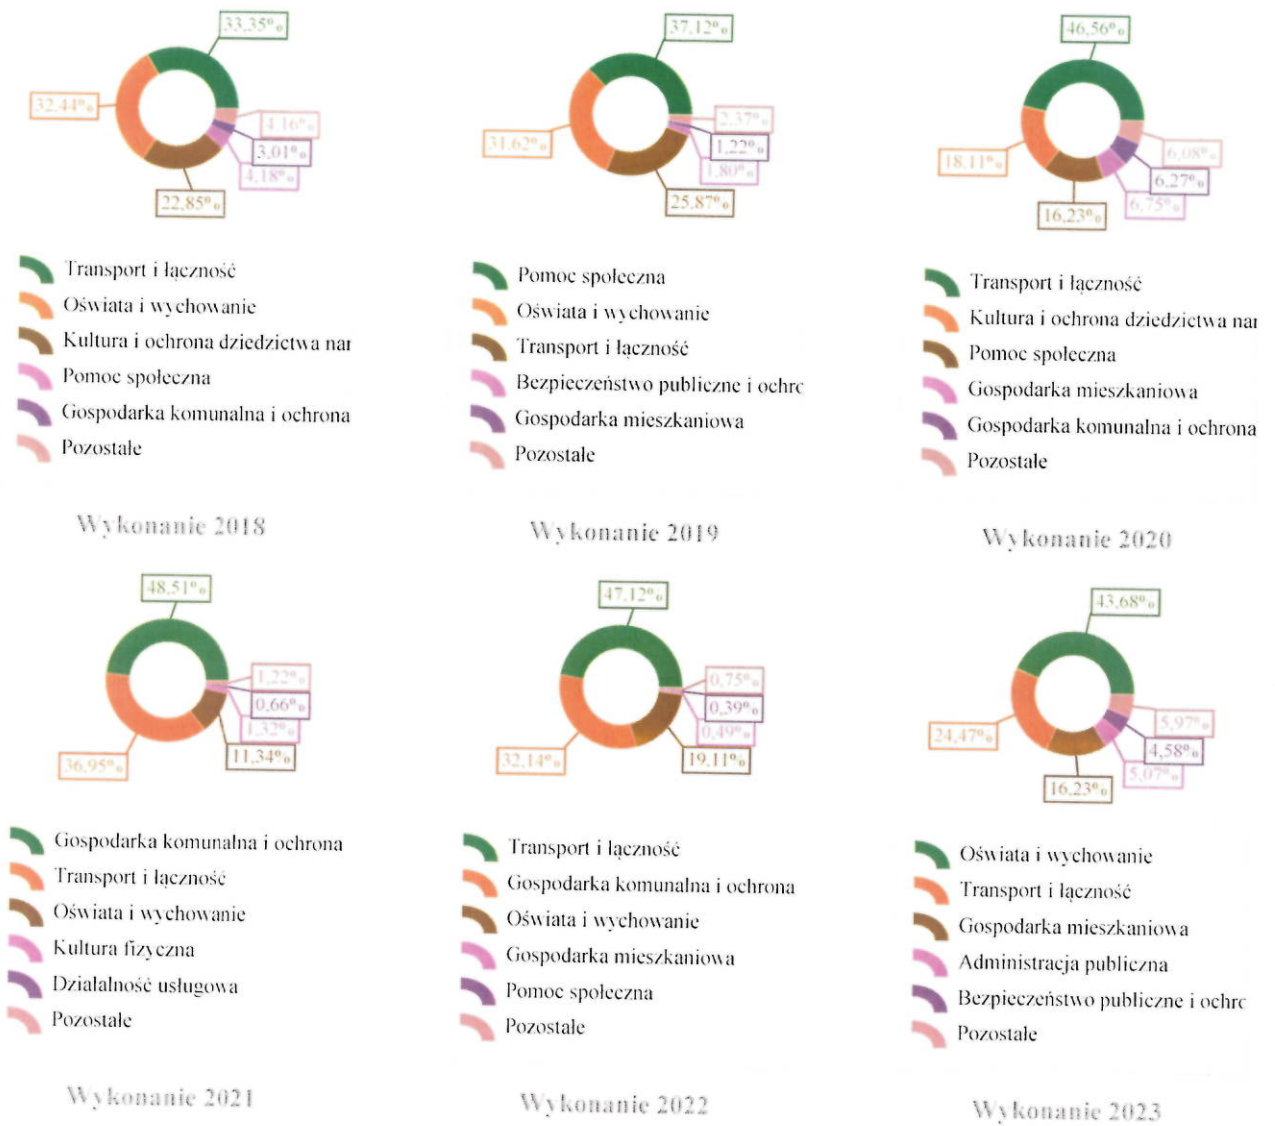 33,35%
32,44%
4,16%
3,01%
4,18%
22,85%
Transport i łączność
Oświata i wychowanie
Kultura i ochrona dziedzictwa nar
Pomoc społeczna
Gospodarka komunalna i ochrona
Pozostałe
Wykonanie 2018
37,12%
31,62%
2,37%
1,22%
1,80%
25,87%
Pomoc społeczna
Oświata i wychowanie
Transport i łączność
Bezpieczeństwo publiczne i ochrc
Gospodarka mieszkaniowa
Pozostałe
Wykonanie 2019
46,56%
18,11%
6,08%
6,27%
6,75%
16,23%
Transport i łączność
Kultura i ochrona dziedzictwa nar
Pomoc społeczna
Gospodarka mieszkaniowa
Gospodarka komunalna i ochrona
Pozostałe
Wykonanie 2020
48,51%
1,22%
0,66%
1,32%
11,34%
36,95%
Gospodarka komunalna i ochrona
Transport i łączność
Oświata i wychowanie
Kultura fizyczna
Działalność usługowa
Pozostałe
Wykonanie 2021
47,12%
0,75%
0,39%
0,49%
32,14%
19,11%
Transport i łączność
Gospodarka komunalna i ochrona
Oświata i wychowanie
Gospodarka mieszkaniowa
Pomoc społeczna
Pozostałe
Wykonanie 2022
43,68%
24,47%
5,97%
4,58%
5,07%
16,23%
Oświata i wychowanie
Transport i łączność
Gospodarka mieszkaniowa
Administracja publiczna
Bezpieczeństwo publiczne i ochrc
Pozostałe
Wykonanie 2023